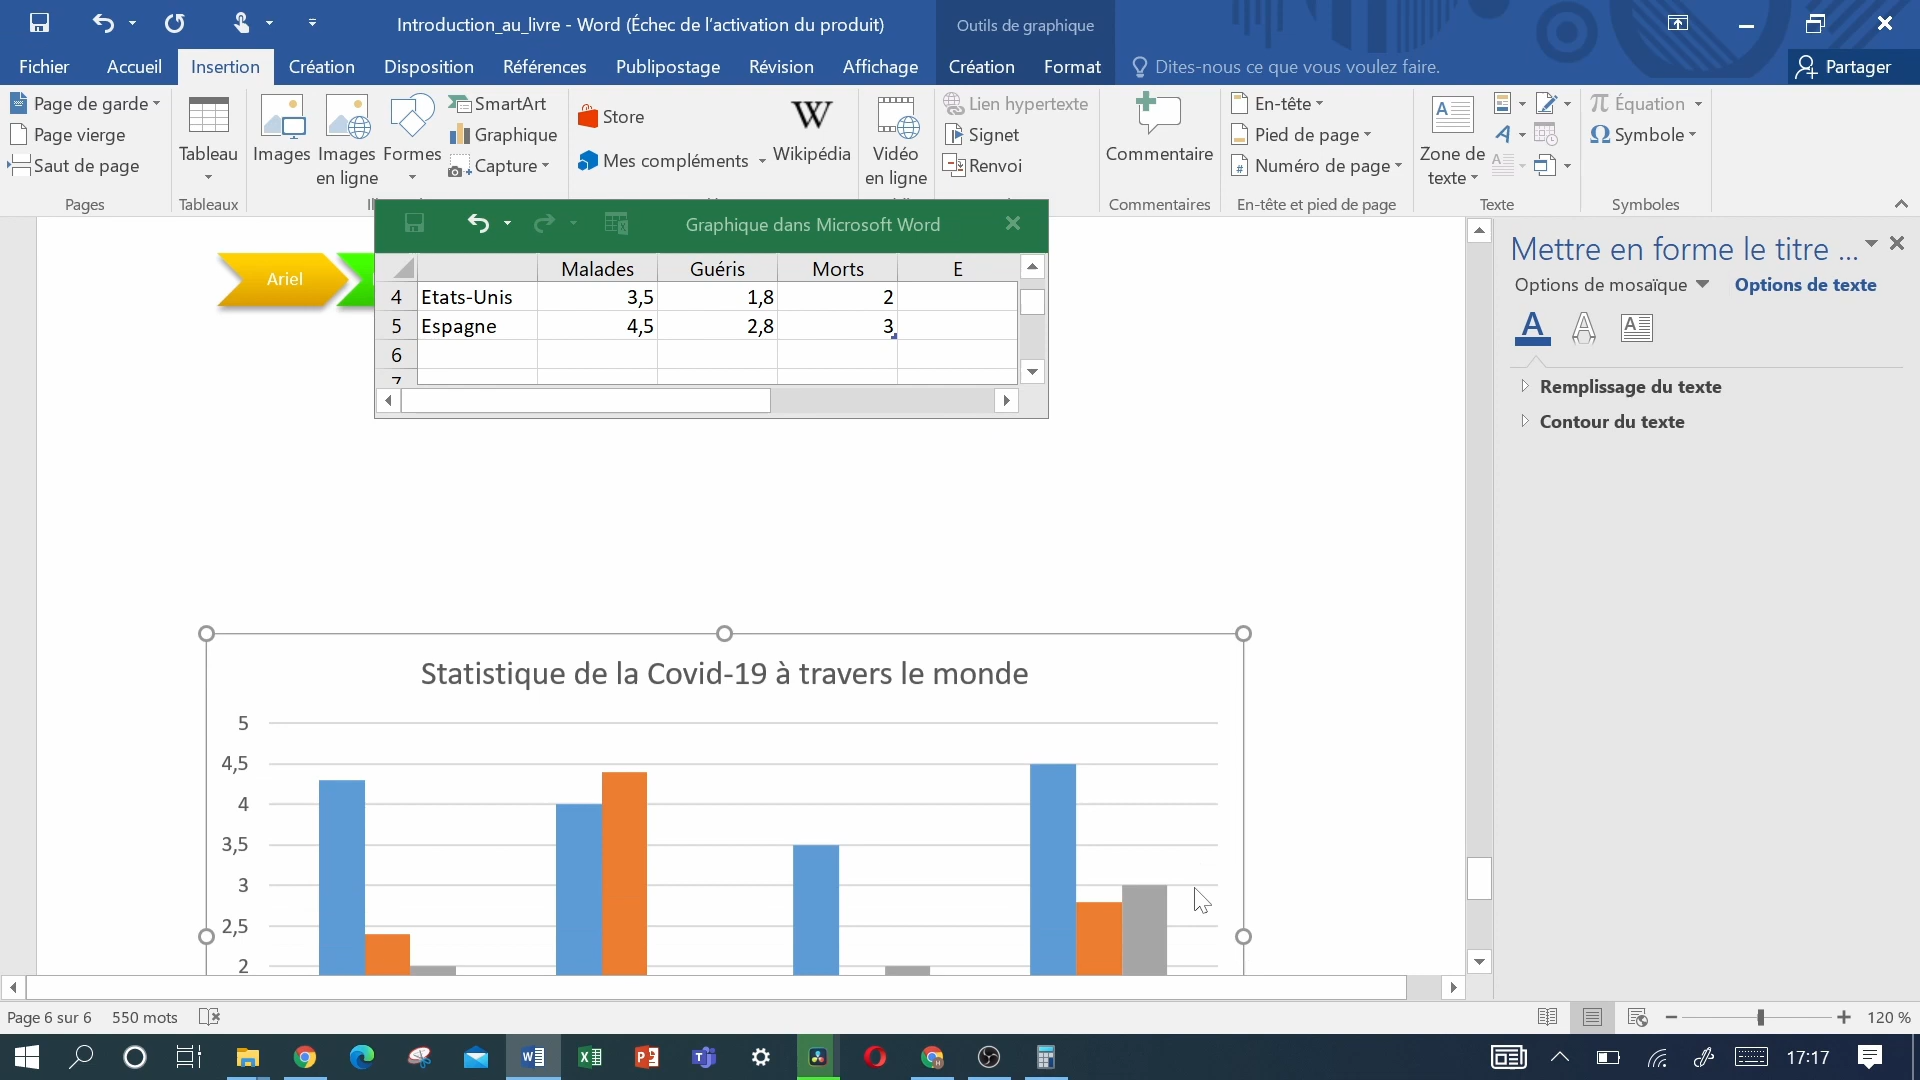 Introduction_au_livre - Word (Échec de l'activation du produit)
Outils de graphique
Fichier
Accueil
Insertion
Création
Disposition
Références
Publipostage
Révision
Affichage
Création
Format
Dites-nous ce que vous voulez faire.
Partager
Page de garde
Page vierge
Saut de page
Pages
Tableau
Tableaux
Images
Images en ligne
Formes
SmartArt
Graphique
Capture
Store
Mes compléments
Wikipédia
Vidéo en ligne
Lien hypertexte
Signet
Renvoi
Commentaire
Commentaires
En-tête
Pied de page
Numéro de page
En-tête et pied de page
Zone de texte
Texte
Équation
Symbole
Symboles
Graphique dans Microsoft Word
Malades Guéris Morts E
4 Etats-Unis 3,5 1,8 2
5 Espagne 4,5 2,8 3
6
7
Ariel
Statistique de la Covid-19 à travers le monde
5
4,5
4
3,5
3
2,5
2
Mettre en forme le titre ...
Options de mosaïque
Options de texte
Remplissage du texte
Contour du texte
Page 6 sur 6
550 mots
120 %
17:17